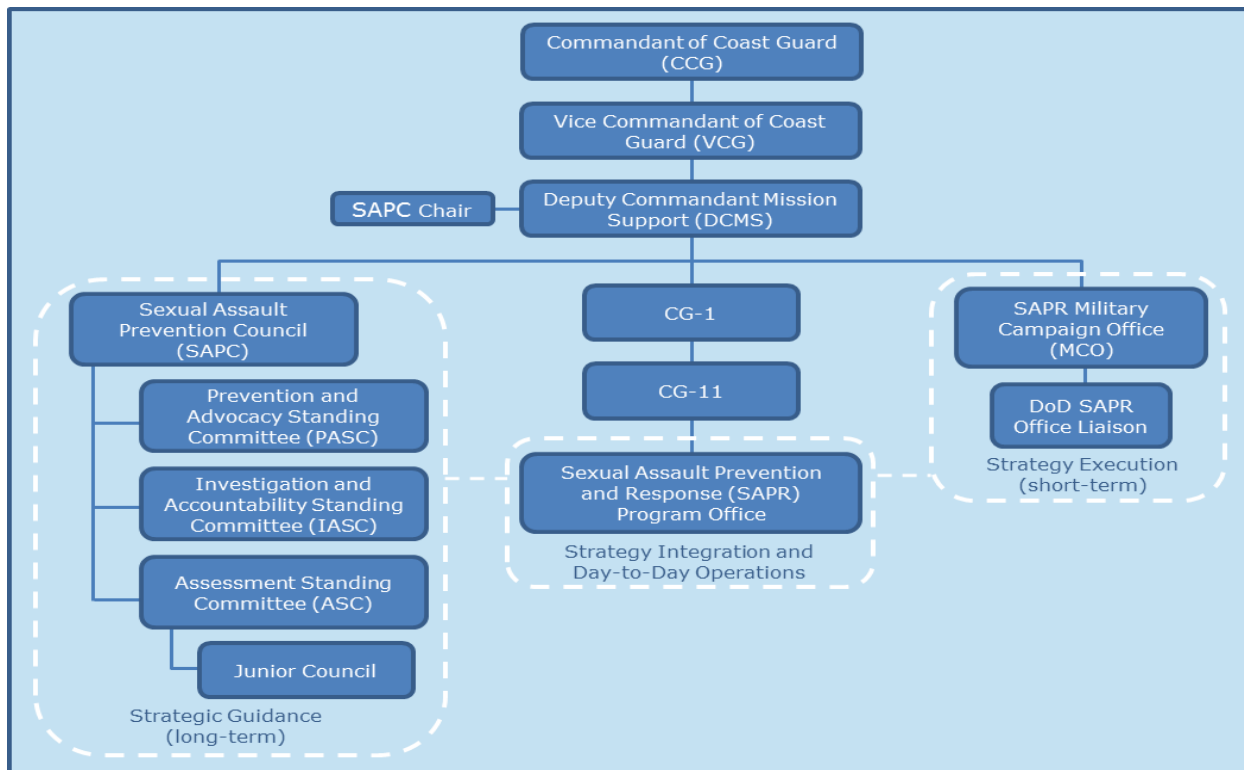 Commandant of Coast Guard
(CCG)
Vice Commandant of Coast
Guard (VCG)
SAPC Chair
Deputy Commandant Mission
Support (DCMS)
Sexual Assault
Prevention Council
(SAPC)
Prevention and
Advocacy Standing
Committee (PASC)
Investigation and
Accountability Standing
Committee (IASC)
Assessment Standing
Committee (ASC)
Junior Council
Strategic Guidance
(long-term)
CG-1
CG-11
Sexual Assault Prevention
and Response (SAPR)
Program Office
Strategy Integration and
Day-to-Day Operations
SAPR Military
Campaign Office
(MCO)
DoD SAPR
Office Liaison
Strategy Execution
(short-term)